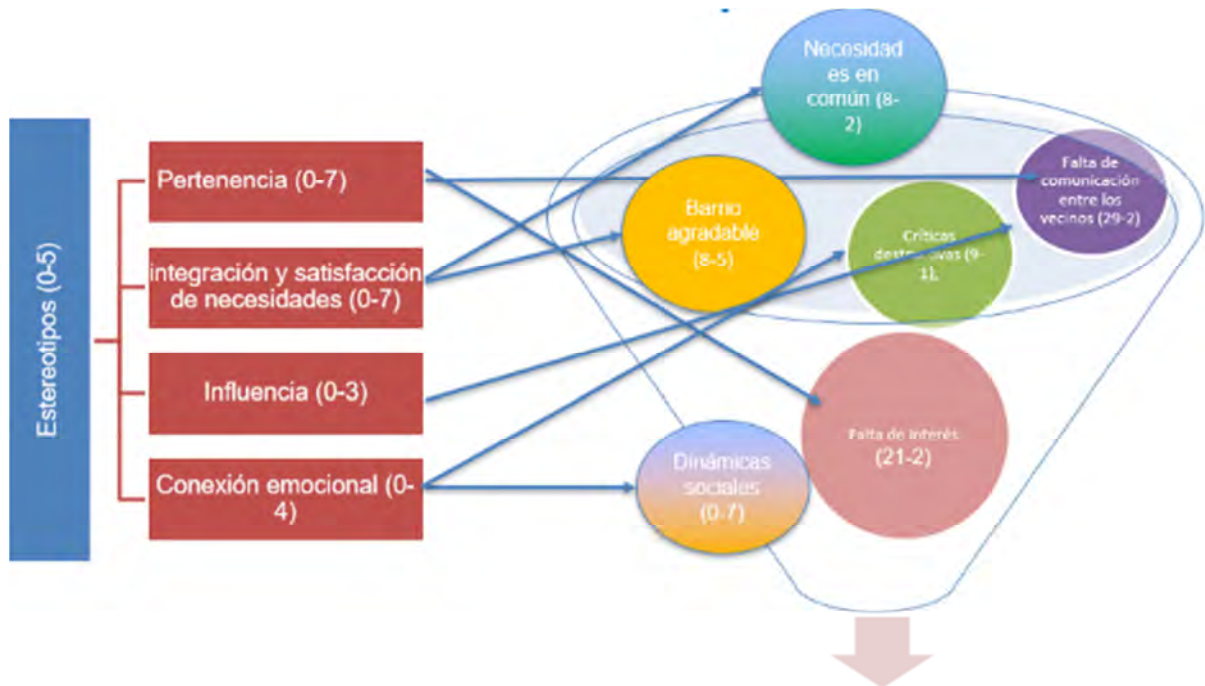 Estereotipos (0-5)
Pertenencia (0-7)
integración y satisfacción
de necesidades (0-7)
Influencia (0-3)
Conexión emocional (0-
4)
Necesidad
es en
común (8-
2)
Barrio
agradable
(8-5)
Críticas
destructivas (9-
1),
Falta de
comunicación
entre los
vecinos (29-2)
Falta de interés
(21-2)
Dinámicas
sociales
(0-7)